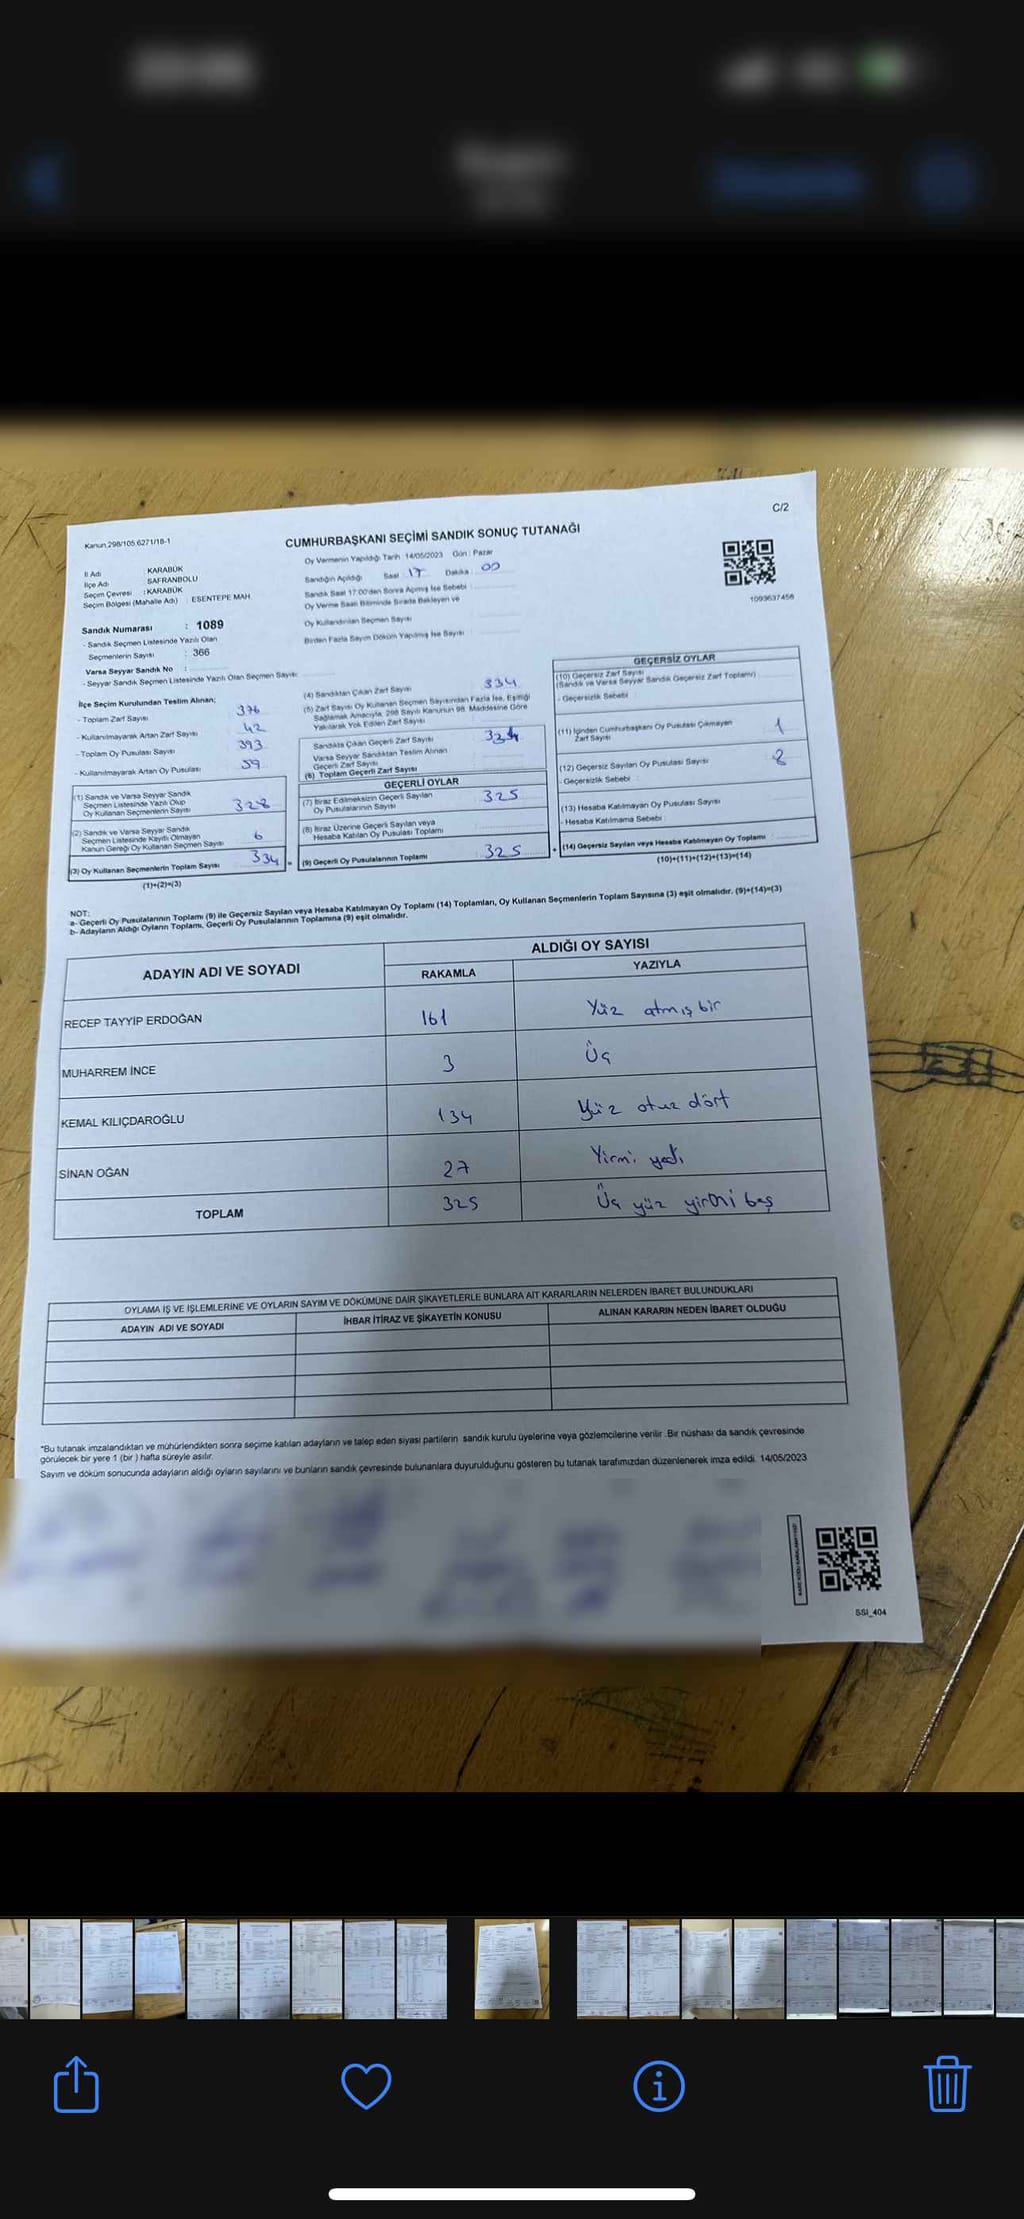 C/2
Kanun 298/105 6271/18-1
CUMHURBAŞKANI SEÇİMİ SANDIK SONUÇ TUTANAĞI
İl Adı : KARABÜK
İlçe Adı : SAFRANBOLU
Seçim Çevresi : KARABÜK
Seçim Bölgesi (Mahalle Adı) : ESENTEPE MAH.
Sandık Numarası : 1089
- Sandık Seçmen Listesinde Yazılı Olan
Seçmenlerin Sayısı : 366
Varsa Seyyar Sandık No :
- Seyyar Sandık Seçmen Listesinde Yazılı Olan Seçmen Sayısı:
Oy Vermenin Yapıldığı Tarih : 14/05/2023 Gün : Pazar
Sandığın Açıldığı Saat : 17 Dakika : 00
Sandık Saat 17.00'den Sonra Açılmış İse Sebebi :
Oy Verme Saati Bitiminde Sırada Bekleyen ve
Oy Kullandırılan Seçmen Sayısı
Birden Fazla Sayım Döküm Yapılmış İse Sayısı :
1093637458
İlçe Seçim Kurulundan Teslim Alınan;
- Toplam Zarf Sayısı : 376
- Kullanılmayarak Artan Zarf Sayısı : 42
- Toplam Oy Pusulası Sayısı : 393
- Kullanılmayarak Artan Oy Pusulası : 59
(1) Sandık ve Varsa Seyyar Sandık
Seçmen Listesinde Yazılı Olup
Oy Kullanan Seçmenlerin Sayısı 328
(2) Sandık ve Varsa Seyyar Sandık
Seçmen Listesinde Kayıtlı Olmayan
Kanun Gereği Oy Kullanan Seçmen Sayısı 6
(3) Oy Kullanan Seçmenlerin Toplam Sayısı 334 =
(1)+(2)=(3)
(4) Sandıktan Çıkan Zarf Sayısı : 334
(5) Zarf Sayısı Oy Kullanan Seçmen Sayısından Fazla İse, Eşitliği
Sağlamak Amacıyla, 298 Sayılı Kanunun 98. Maddesine Göre
Yakılarak Yok Edilen Zarf Sayısı :
Sandıkta Çıkan Geçerli Zarf Sayısı : 334
Varsa Seyyar Sandıktan Teslim Alınan
Geçerli Zarf Sayısı
(6) Toplam Geçerli Zarf Sayısı
GEÇERLİ OYLAR
(7) İtiraz Edilmeksizin Geçerli Sayılan
Oy Pusulalarının Sayısı : 325
(8) İtiraz Üzerine Geçerli Sayılan veya
Hesaba Katılan Oy Pusulası Toplamı
(9) Geçerli Oy Pusulalarının Toplamı : 325 +
GEÇERSİZ OYLAR
(10) Geçersiz Zarf Sayısı
(Sandık ve Varsa Seyyar Sandık Geçersiz Zarf Toplamı)
- Geçersizlik Sebebi :
(11) İçinden Cumhurbaşkanı Oy Pusulası Çıkmayan
Zarf Sayısı 1
(12) Geçersiz Sayılan Oy Pusulası Sayısı : 8
- Geçersizlik Sebebi :
(13) Hesaba Katılmayan Oy Pusulası Sayısı
- Hesaba Katılmama Sebebi :
(14) Geçersiz Sayılan veya Hesaba Katılmayan Oy Toplamı
(10)+(11)+(12)+(13)=(14)
NOT:
a- Geçerli Oy Pusulalarının Toplamı (9) ile Geçersiz Sayılan veya Hesaba Katılmayan Oy Toplamı (14) Toplamları, Oy Kullanan Seçmenlerin Toplam Sayısına (3) eşit olmalıdır. (9)+(14)=(3)
b- Adayların Aldığı Oyların Toplamı, Geçerli Oy Pusulalarının Toplamına (9) eşit olmalıdır.
ADAYIN ADI VE SOYADI
ALDIĞI OY SAYISI
RAKAMLA YAZIYLA
RECEP TAYYİP ERDOĞAN 161 Yüz atmış bir
MUHARREM İNCE 3 Üç
KEMAL KILIÇDAROĞLU 134 Yüz otuz dört
SİNAN OĞAN 27 Yirmi yedi
TOPLAM 325 Üç yüz yirmi beş
OYLAMA İŞ VE İŞLEMLERİNE VE OYLARIN SAYIM VE DÖKÜMÜNE DAİR ŞİKAYETLERLE BUNLARA AİT KARARLARIN NELERDEN İBARET BULUNDUKLARI
ADAYIN ADI VE SOYADI İHBAR İTİRAZ VE ŞİKAYETİN KONUSU ALINAN KARARIN NEDEN İBARET OLDUĞU
*Bu tutanak imzalandıktan ve mühürlendikten sonra seçime katılan adayların ve talep eden siyasi partilerin sandık kurulu üyelerine veya gözlemcilerine verilir. Bir nüshası da sandık çevresinde
görülecek bir yere 1 (bir ) hafta süreyle asılır.
Sayım ve döküm sonucunda adayların aldığı oyların sayılarını ve bunların sandık çevresinde bulunanlara duyurulduğunu gösteren bu tutanak tarafımızdan düzenlenerek imza edildi. 14/05/2023
SSI_404